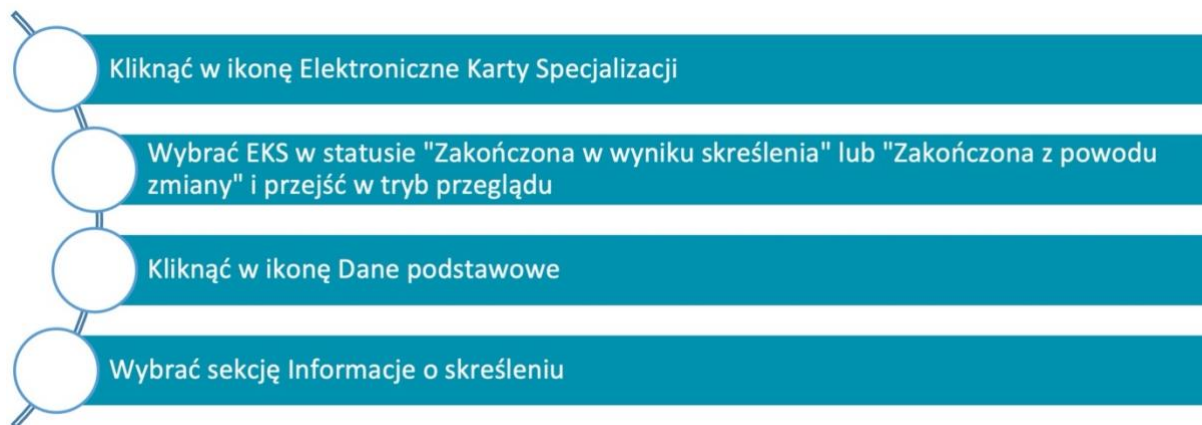 Kliknąć w ikonę Elektroniczne Karty Specjalizacji
Wybrać EKS w statusie "Zakończona w wyniku skreślenia" lub "Zakończona z powodu
zmiany" i przejść w tryb przeglądu
Kliknąć w ikonę Dane podstawowe
Wybrać sekcję Informacje o skreśleniu